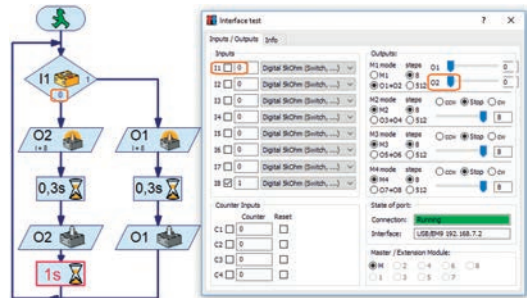 I1
1
0
O2
I = 8
O1
I = 8
0,3s
0,3s
O2
O1
1s
Interface test
? X
Inputs / Outputs Info
Inputs
I1 0 Digital 5kOhm (Switch, ....)
I2 0 Digital 5kOhm (Switch, ....)
I3 0 Digital 5kOhm (Switch, ....)
I4 0 Digital 5kOhm (Switch, ....)
I5 0 Digital 5kOhm (Switch, ....)
I6 0 Digital 5kOhm (Switch, ....)
I7 0 Digital 5kOhm (Switch, ....)
I8 1 Digital 5kOhm (Switch, ....)
Counter Inputs
Counter Reset
C1 0
C2 0
C3 0
C4 0
Outputs:
M1 mode steps O1 0
M1 8 O2 0
O1+O2 512
M2 mode steps ccw Stop cw
M2 8 8
O3+O4 512
M3 mode steps ccw Stop cw
M3 8 8
O5+O6 512
M4 mode steps ccw Stop cw
M4 8 8
O7+O8 512
State of port:
Connection: Running
Interface: USB/EM9 192.168.7.2
Master / Extension Module:
M 2 4 6 8
1 3 5 7